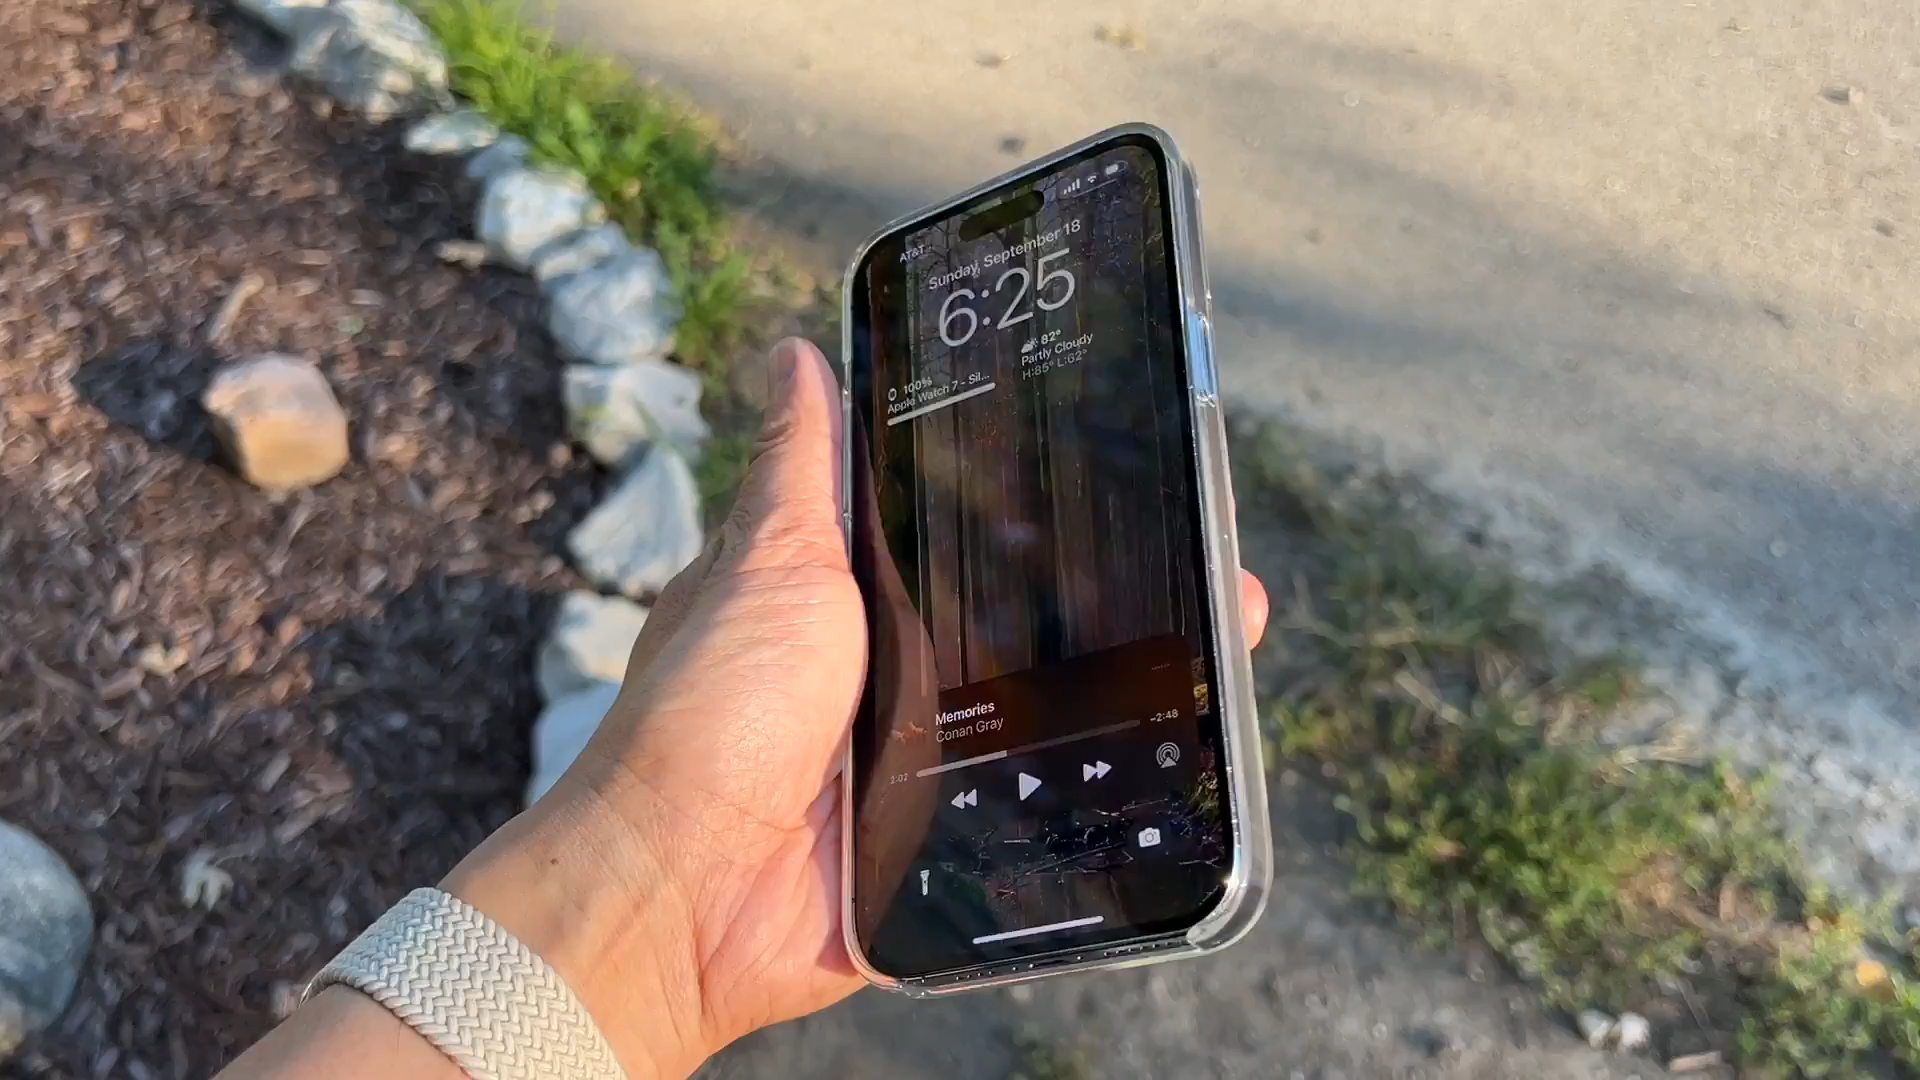 AT&T
Sunday, September 18
6:25
82°
Partly Cloudy
H:85° L:62°
100%
Apple Watch 7 - Sil...
Memories
Conan Gray
2:02
-2:48